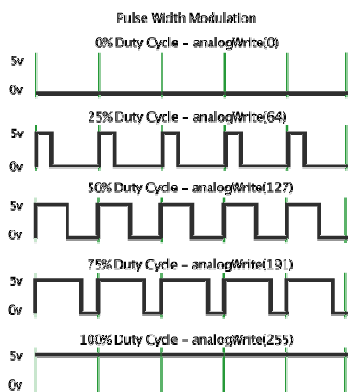 Pulse Width Modulation
0% Duty Cycle – analogWrite(0)
5v
0v
25% Duty Cycle – analogWrite(64)
5v
0v
50% Duty Cycle – analogWrite(127)
5v
0v
75% Duty Cycle – analogWrite(191)
5v
0v
100% Duty Cycle – analogWrite(255)
5v
0v